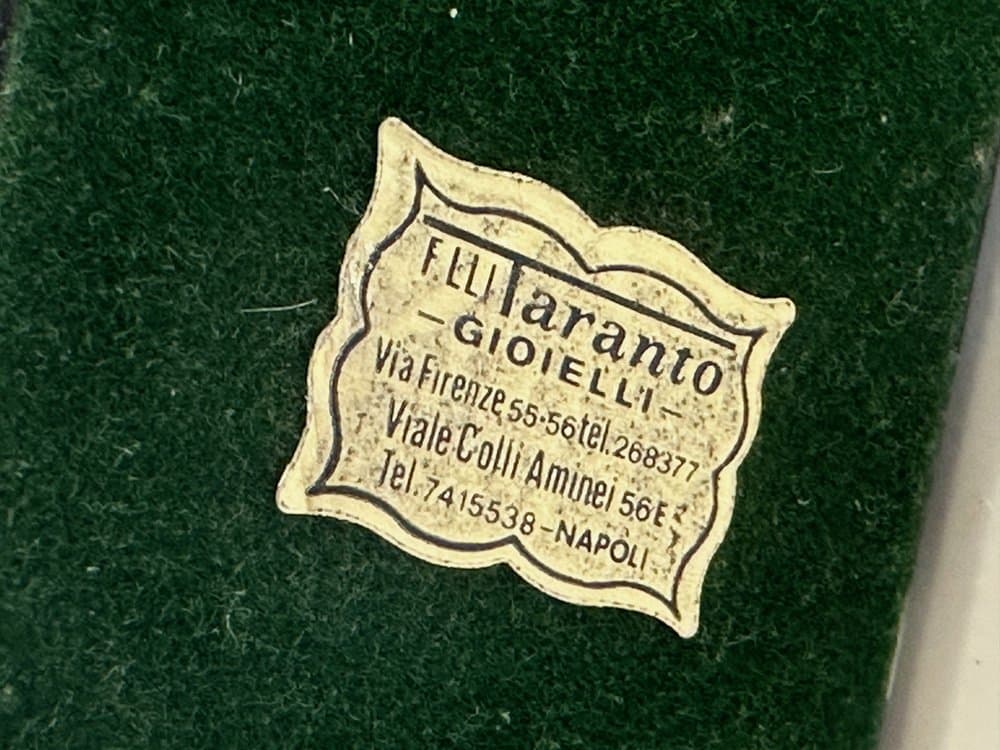 F.LLI Taranto
-GIOIELLI-
Via Firenze 55-56 tel. 268377
Viale Colli Aminei 56E
Tel. 7415538-NAPOLI